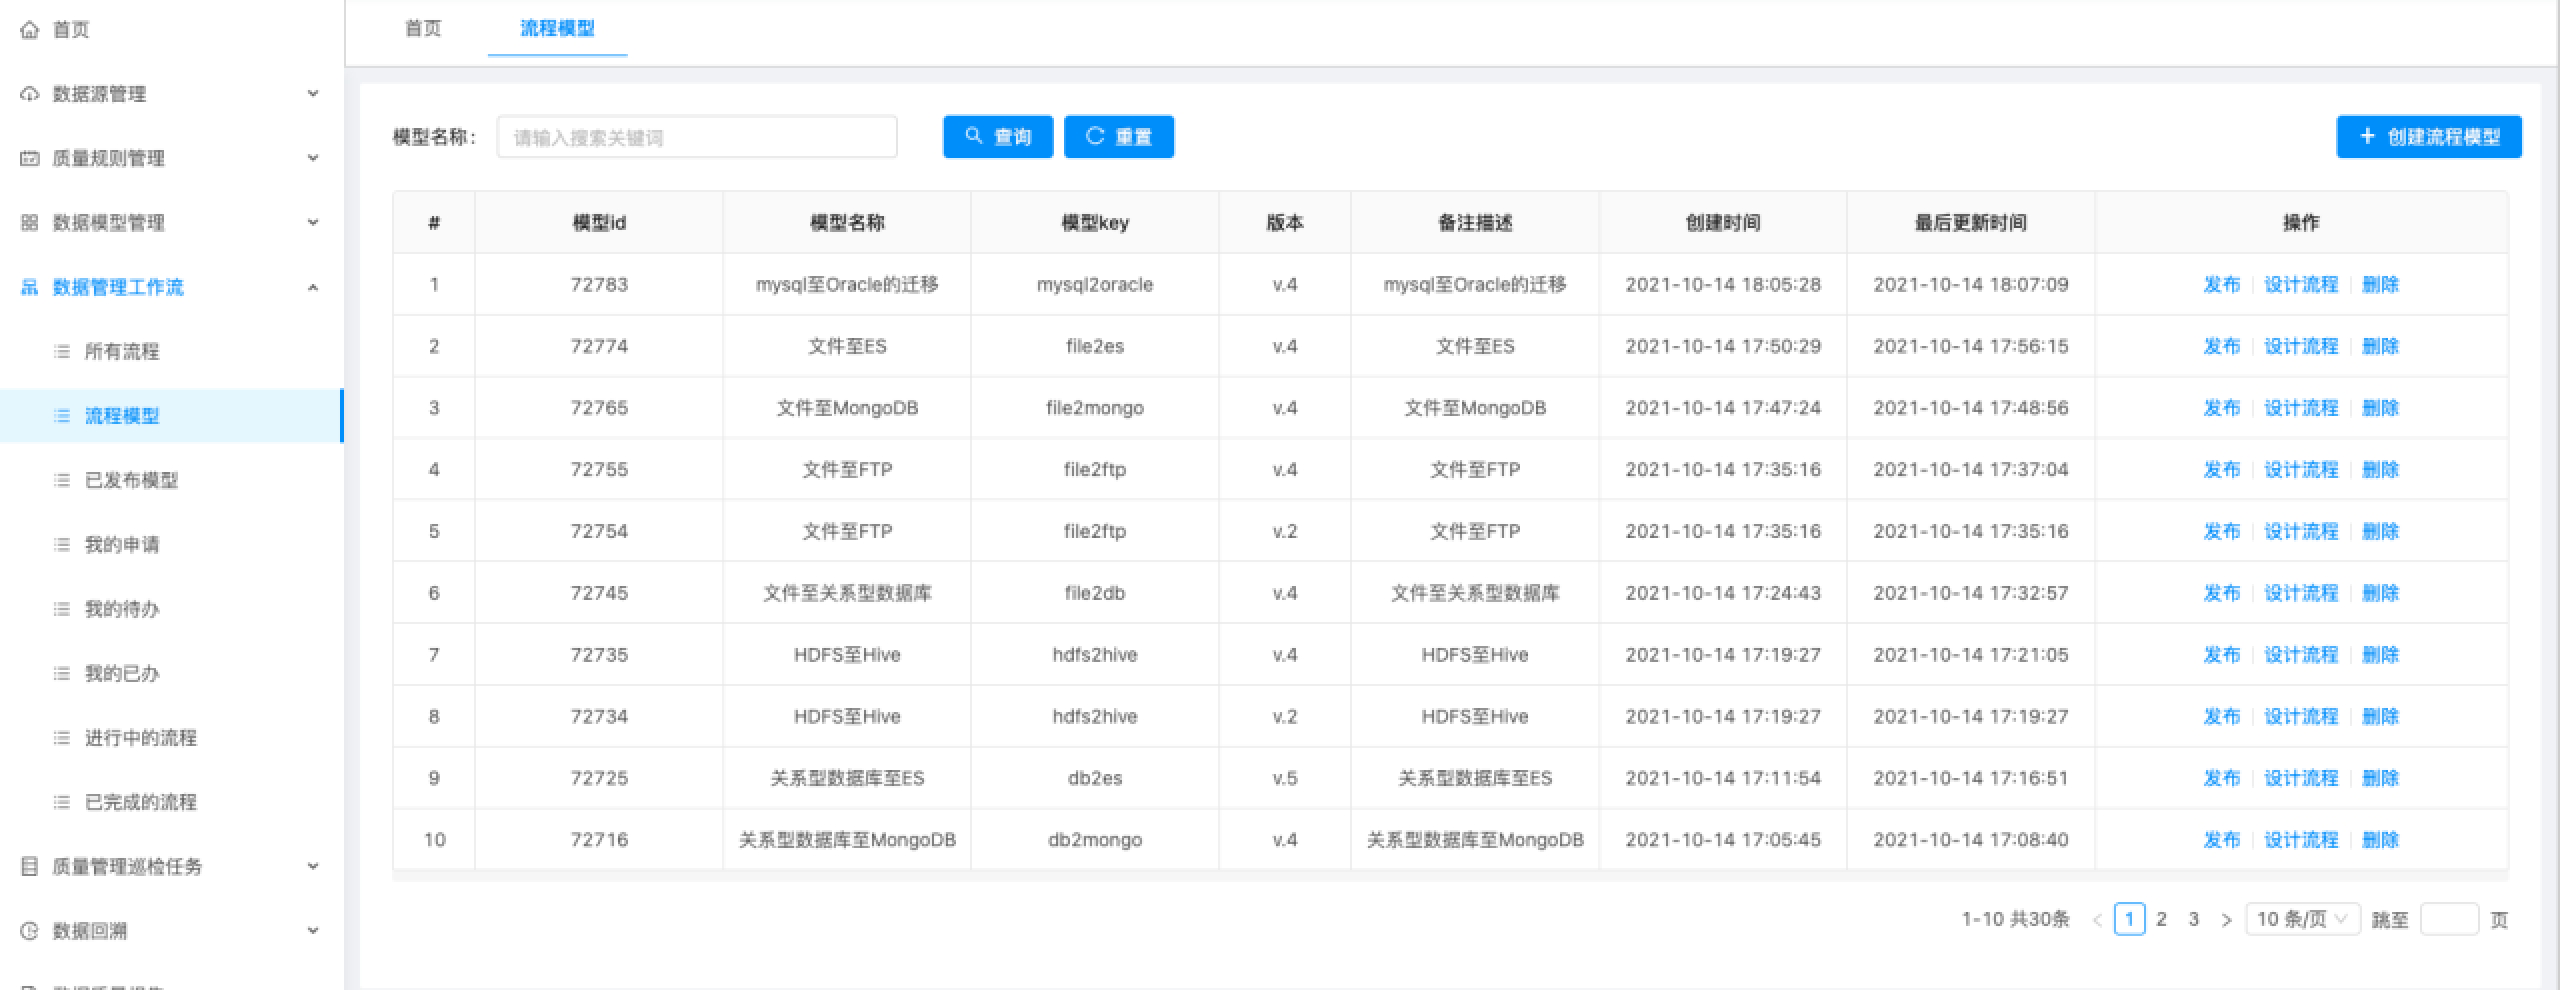 首页
数据源管理
质量规则管理
数据模型管理
数据管理工作流
所有流程
流程模型
已发布模型
我的申请
我的待办
我的已办
进行中的流程
已完成的流程
质量管理巡检任务
数据回溯
首页 流程模型
模型名称： 请输入搜索关键词 查询 重置 + 创建流程模型
# 模型id 模型名称 模型key 版本 备注描述 创建时间 最后更新时间 操作
1 72783 mysql至Oracle的迁移 mysql2oracle v.4 mysql至Oracle的迁移 2021-10-14 18:05:28 2021-10-14 18:07:09 发布 设计流程 删除
2 72774 文件至ES file2es v.4 文件至ES 2021-10-14 17:50:29 2021-10-14 17:56:15 发布 设计流程 删除
3 72765 文件至MongoDB file2mongo v.4 文件至MongoDB 2021-10-14 17:47:24 2021-10-14 17:48:56 发布 设计流程 删除
4 72755 文件至FTP file2ftp v.4 文件至FTP 2021-10-14 17:35:16 2021-10-14 17:37:04 发布 设计流程 删除
5 72754 文件至FTP file2ftp v.2 文件至FTP 2021-10-14 17:35:16 2021-10-14 17:35:16 发布 设计流程 删除
6 72745 文件至关系型数据库 file2db v.4 文件至关系型数据库 2021-10-14 17:24:43 2021-10-14 17:32:57 发布 设计流程 删除
7 72735 HDFS至Hive hdfs2hive v.4 HDFS至Hive 2021-10-14 17:19:27 2021-10-14 17:21:05 发布 设计流程 删除
8 72734 HDFS至Hive hdfs2hive v.2 HDFS至Hive 2021-10-14 17:19:27 2021-10-14 17:19:27 发布 设计流程 删除
9 72725 关系型数据库至ES db2es v.5 关系型数据库至ES 2021-10-14 17:11:54 2021-10-14 17:16:51 发布 设计流程 删除
10 72716 关系型数据库至MongoDB db2mongo v.4 关系型数据库至MongoDB 2021-10-14 17:05:45 2021-10-14 17:08:40 发布 设计流程 删除
1-10 共30条 < 1 2 3 > 10 条/页 跳至 页